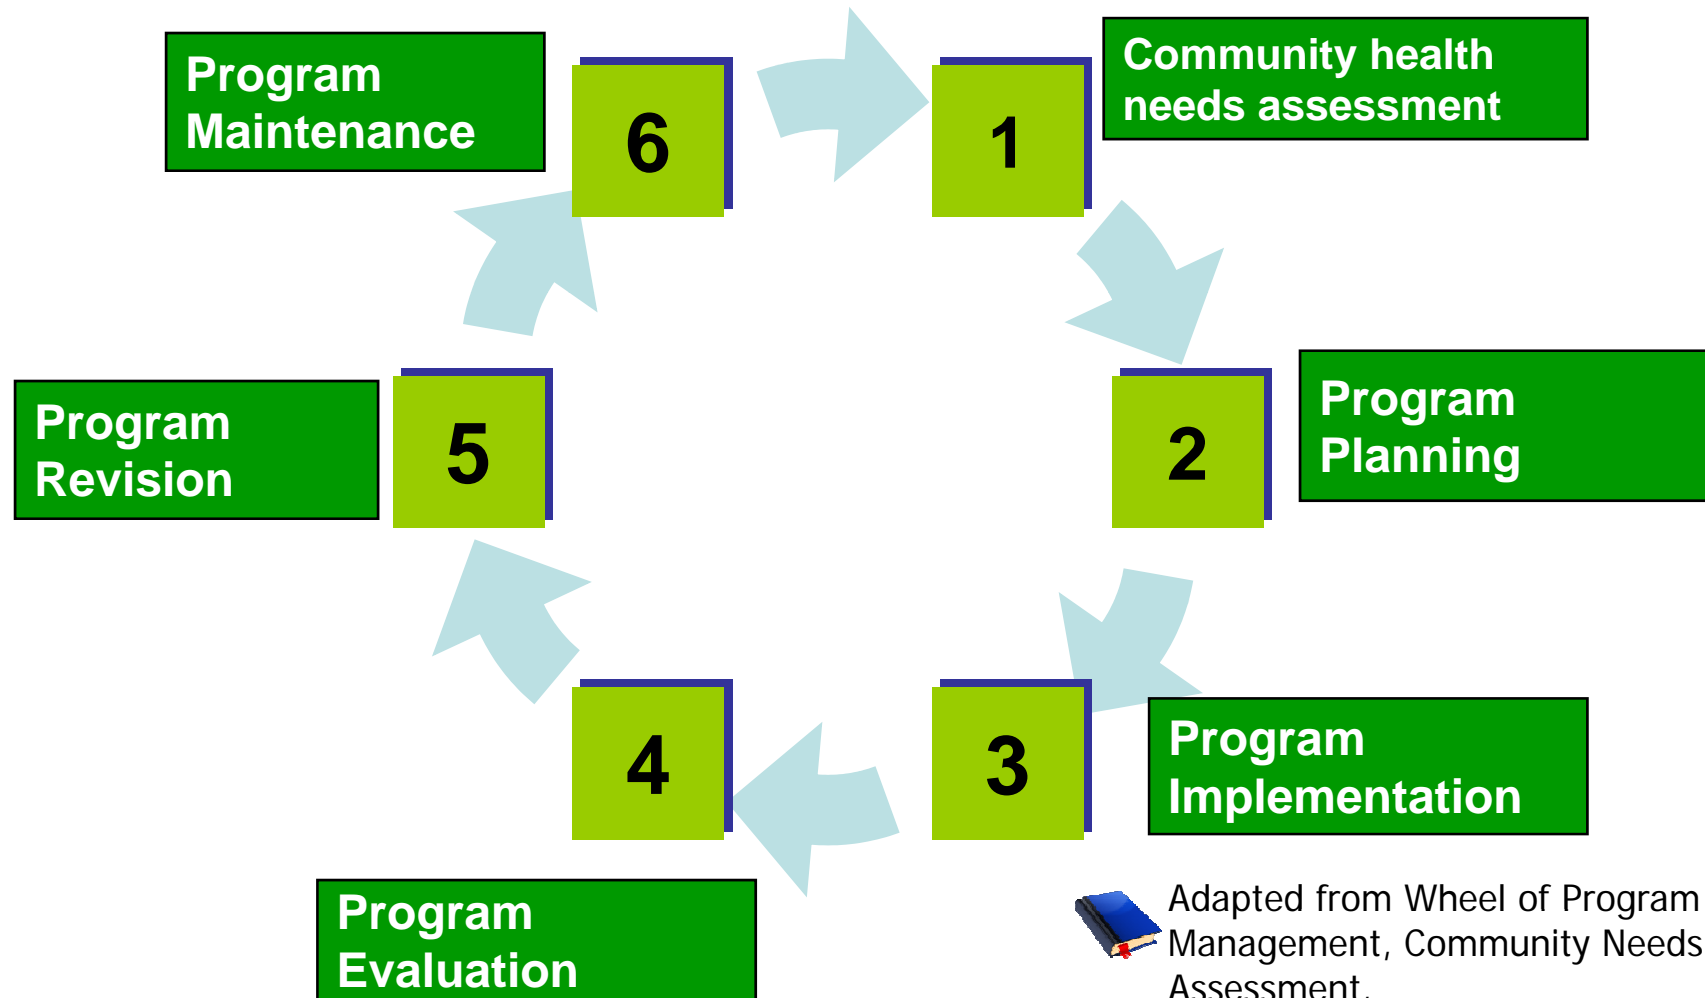 Program
Maintenance
6
1
Community health
needs assessment
Program
Revision
5
2
Program
Planning
4
3
Program
Implementation
Program
Evaluation
Adapted from Wheel of Program
Management, Community Needs
Assessment.